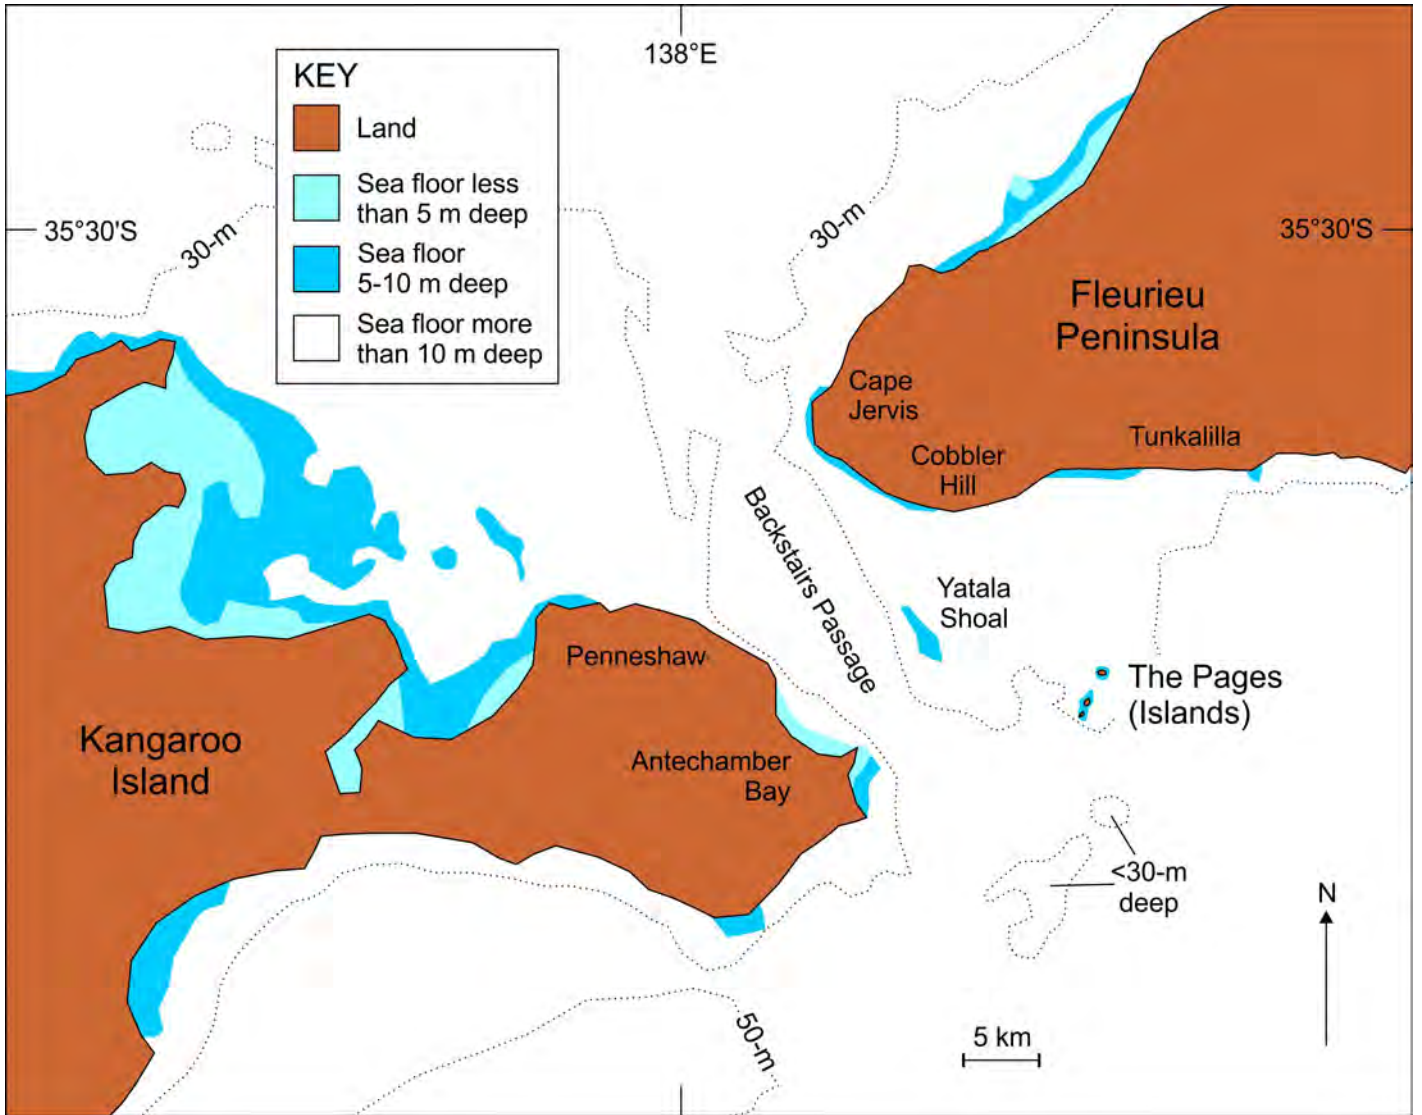 138°E
KEY
Land
Sea floor less
than 5 m deep
Sea floor
5-10 m deep
Sea floor more
than 10 m deep
35°30'S
30-m
30-m
35°30'S
Fleurieu
Peninsula
Cape
Jervis
Cobbler
Hill
Tunkalilla
Backstairs Passage
Yatala
Shoal
Penneshaw
The Pages
(Islands)
Kangaroo
Island
Antechamber
Bay
<30-m
deep
N
50-m
5 km